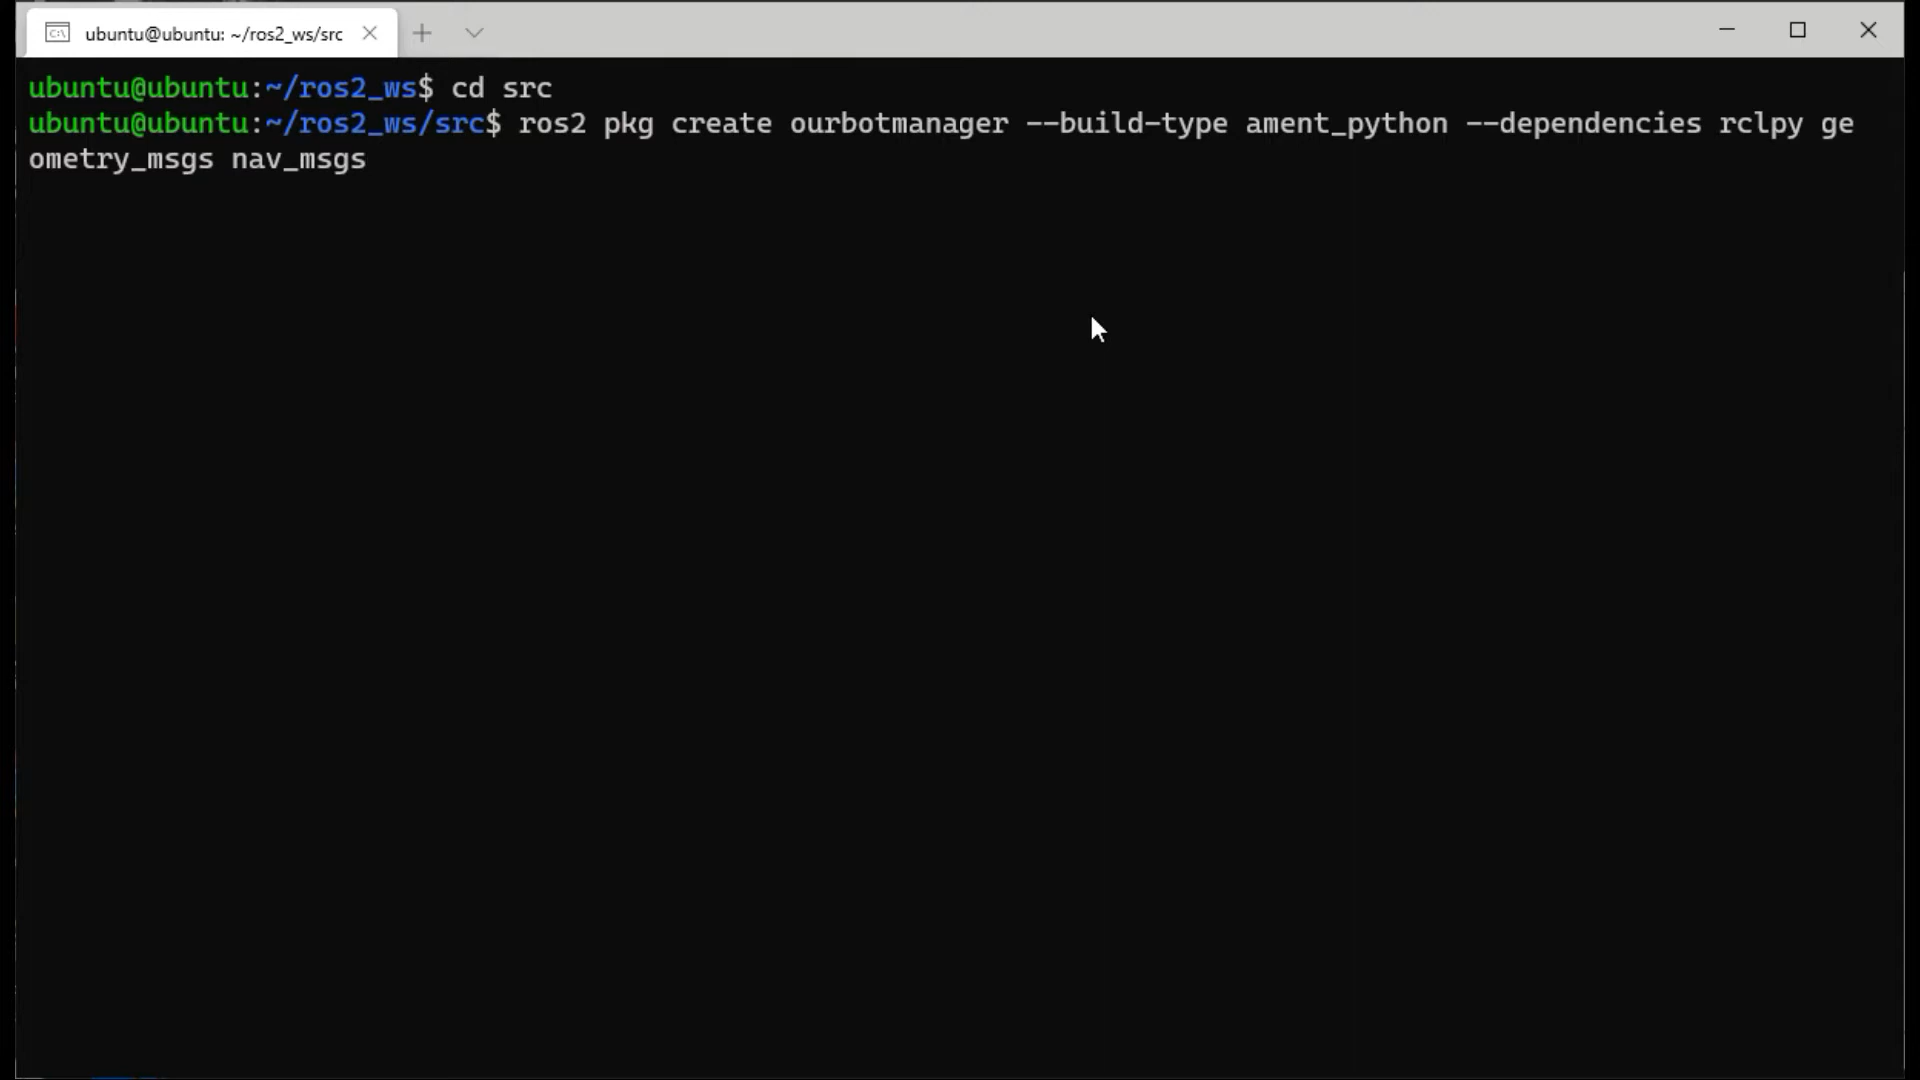 ubuntu@ubuntu: ~/ros2_ws/src
ubuntu@ubuntu:~/ros2_ws$ cd src
ubuntu@ubuntu:~/ros2_ws/src$ ros2 pkg create ourbotmanager --build-type ament_python --dependencies rclpy ge
ometry_msgs nav_msgs